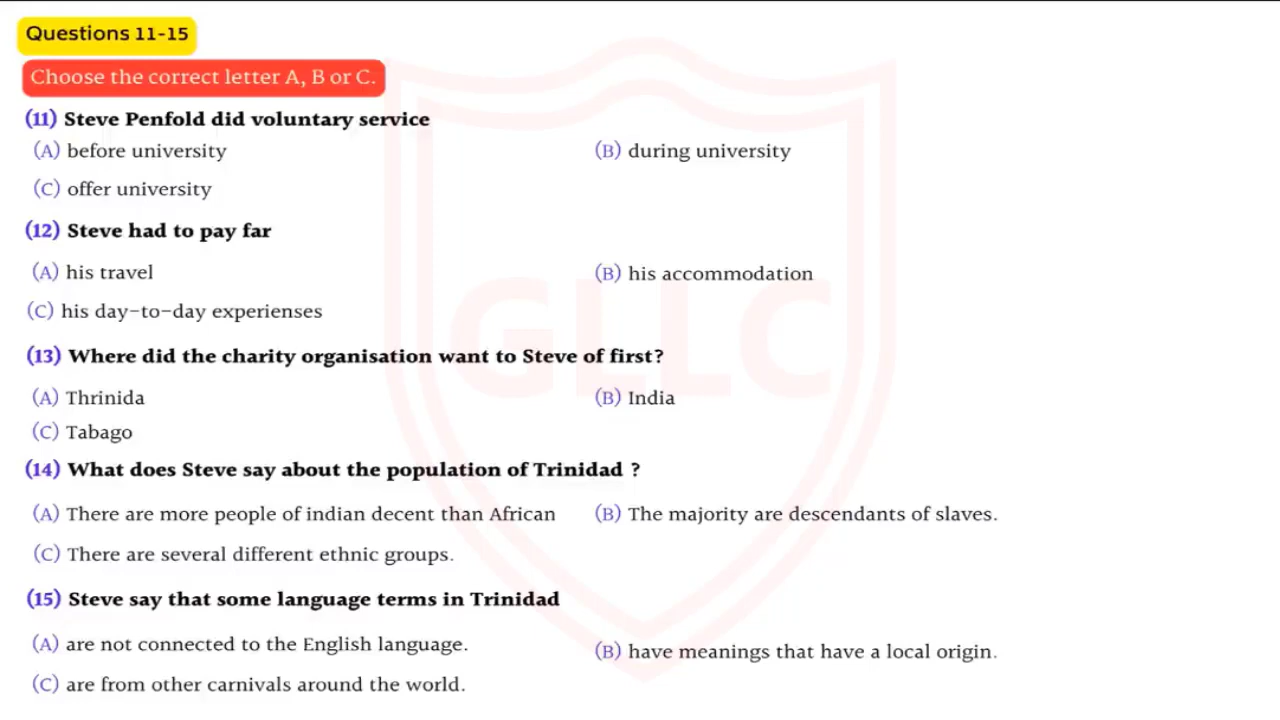 Questions 11-15
Choose the correct letter A, B or C.
(11) Steve Penfold did voluntary service
(A) before university
(B) during university
(C) offer university
(12) Steve had to pay far
(A) his travel
(B) his accommodation
(C) his day-to-day experienses
(13) Where did the charity organisation want to Steve of first?
(A) Thrinida
(B) India
(C) Tabago
(14) What does Steve say about the population of Trinidad ?
(A) There are more people of indian decent than African
(B) The majority are descendants of slaves.
(C) There are several different ethnic groups.
(15) Steve say that some language terms in Trinidad
(A) are not connected to the English language.
(B) have meanings that have a local origin.
(C) are from other carnivals around the world.
GLLC